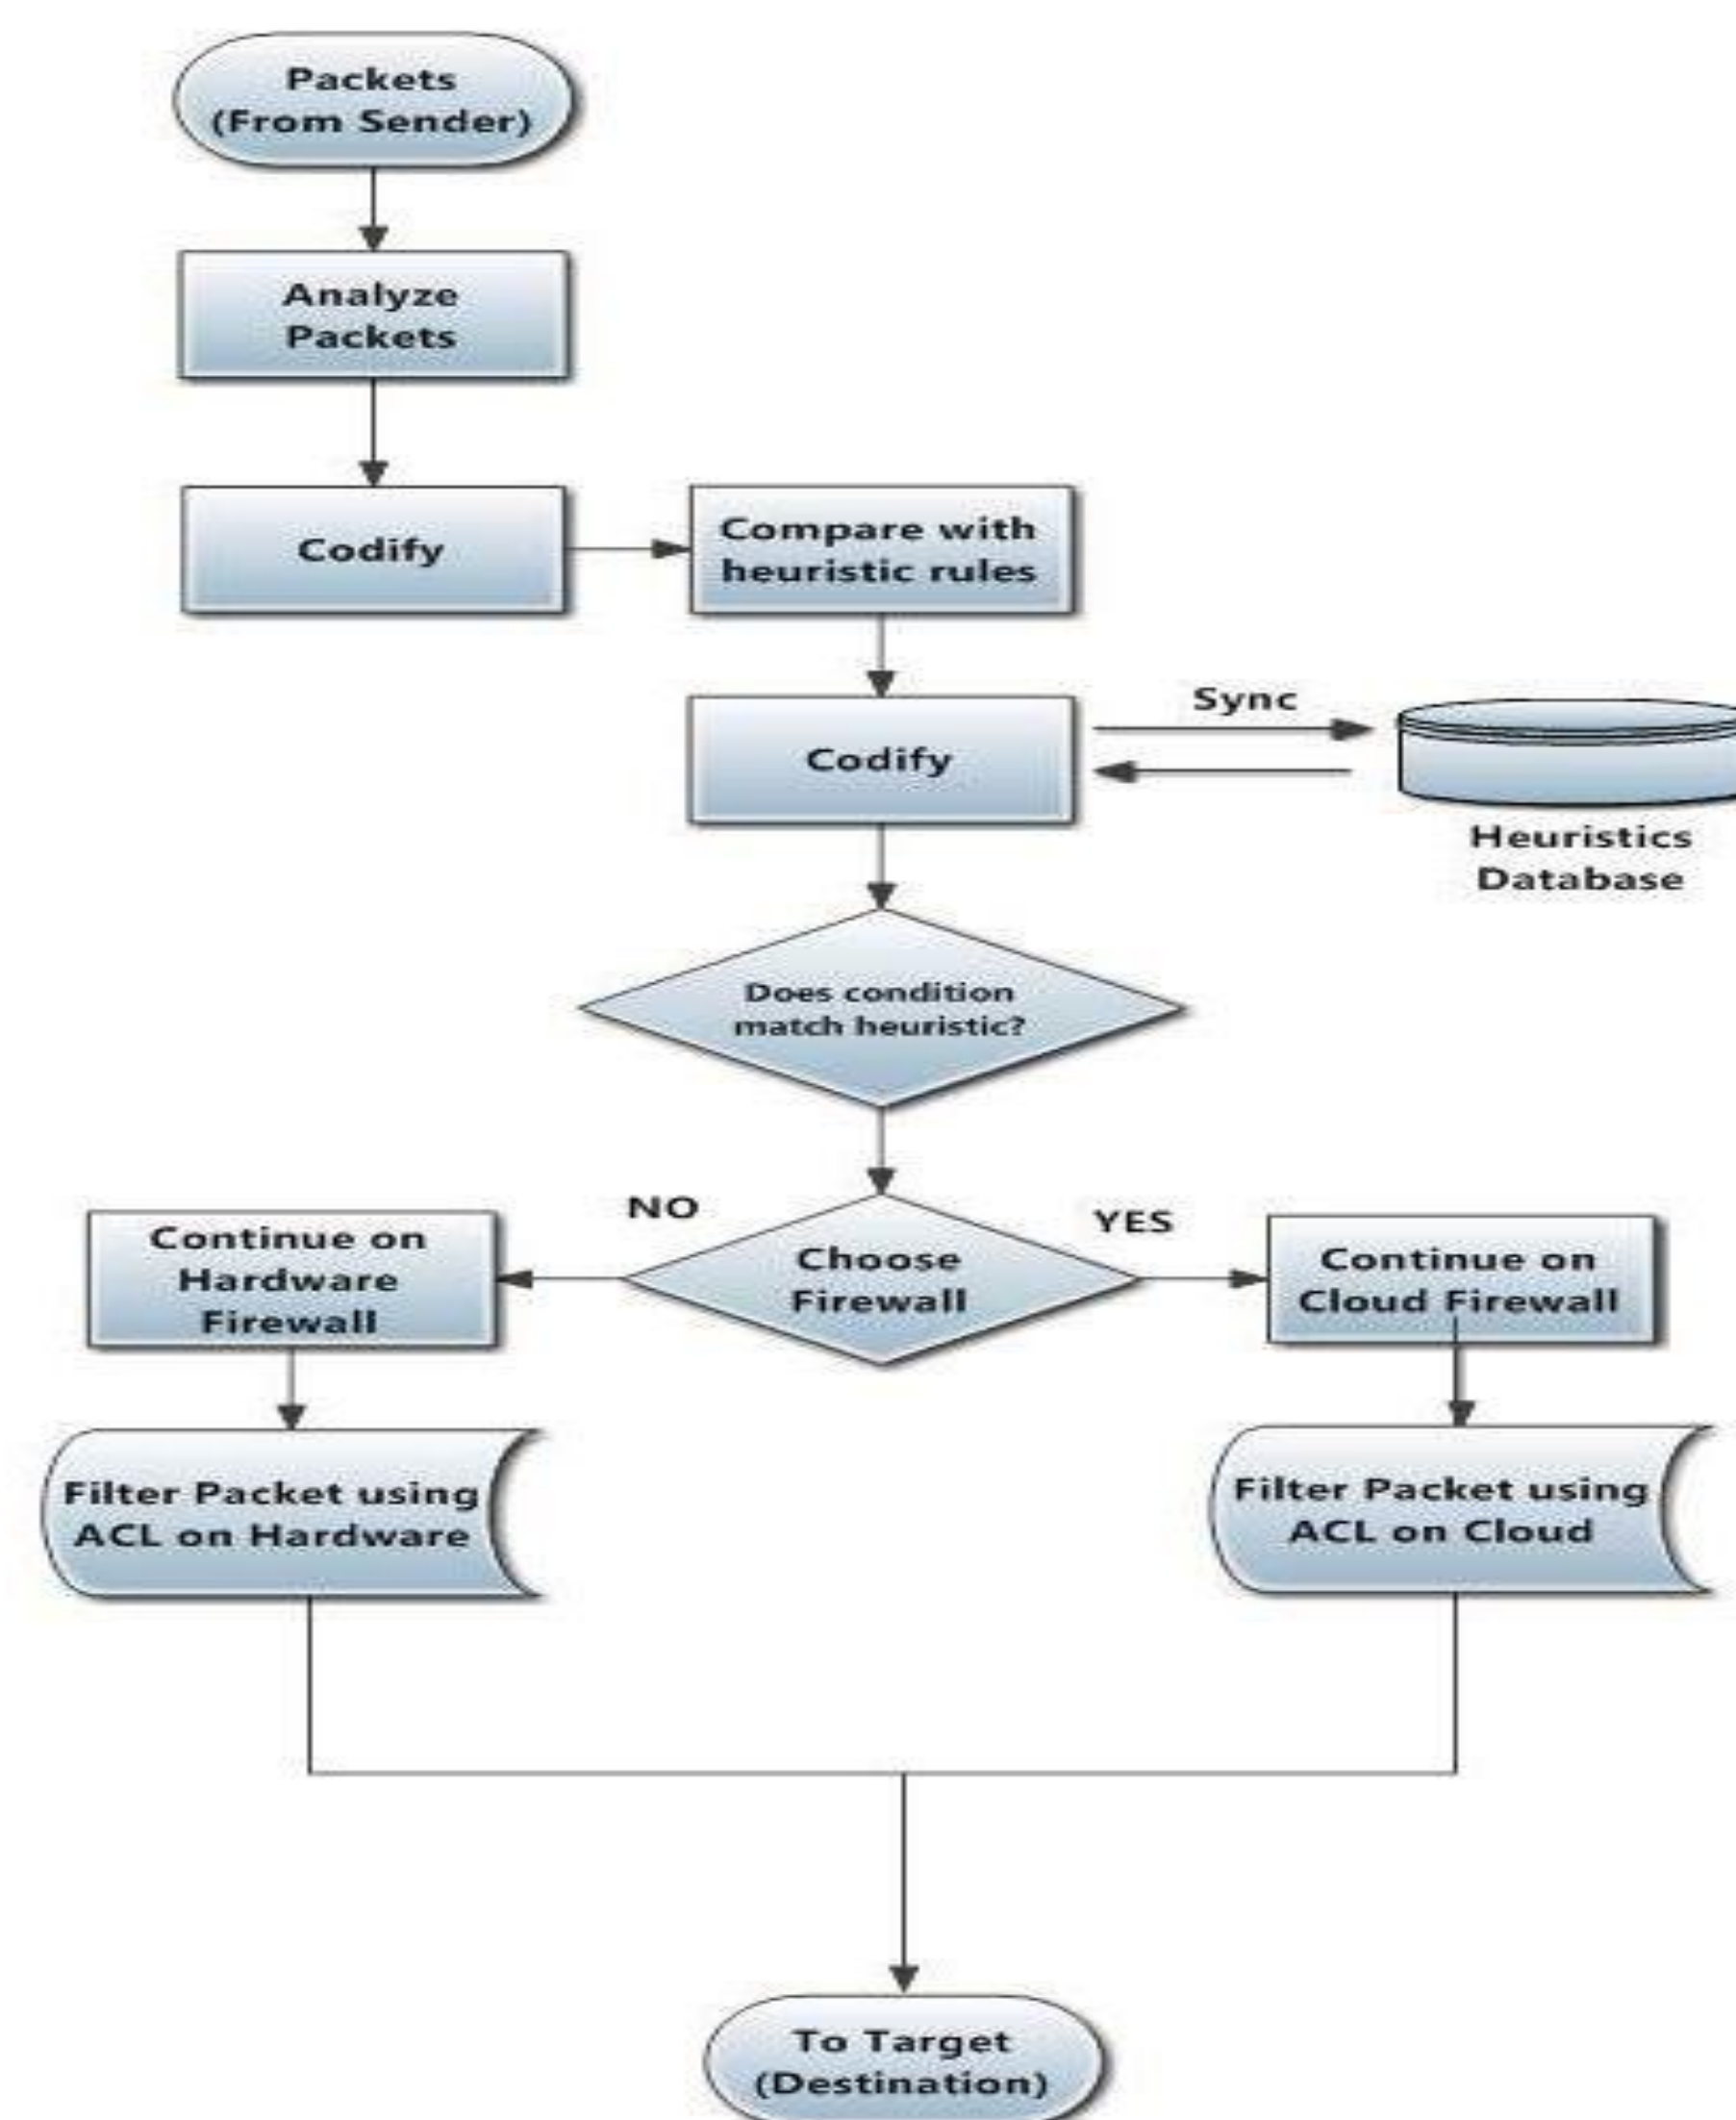 Packets
(From Sender)
Analyze
Packets
Codify
Compare with
heuristic rules
Codify
Sync
Heuristics
Database
Does condition
match heuristic?
NO
YES
Continue on
Hardware
Firewall
Choose
Firewall
Continue on
Cloud Firewall
Filter Packet using
ACL on Hardware
Filter Packet using
ACL on Cloud
To Target
(Destination)